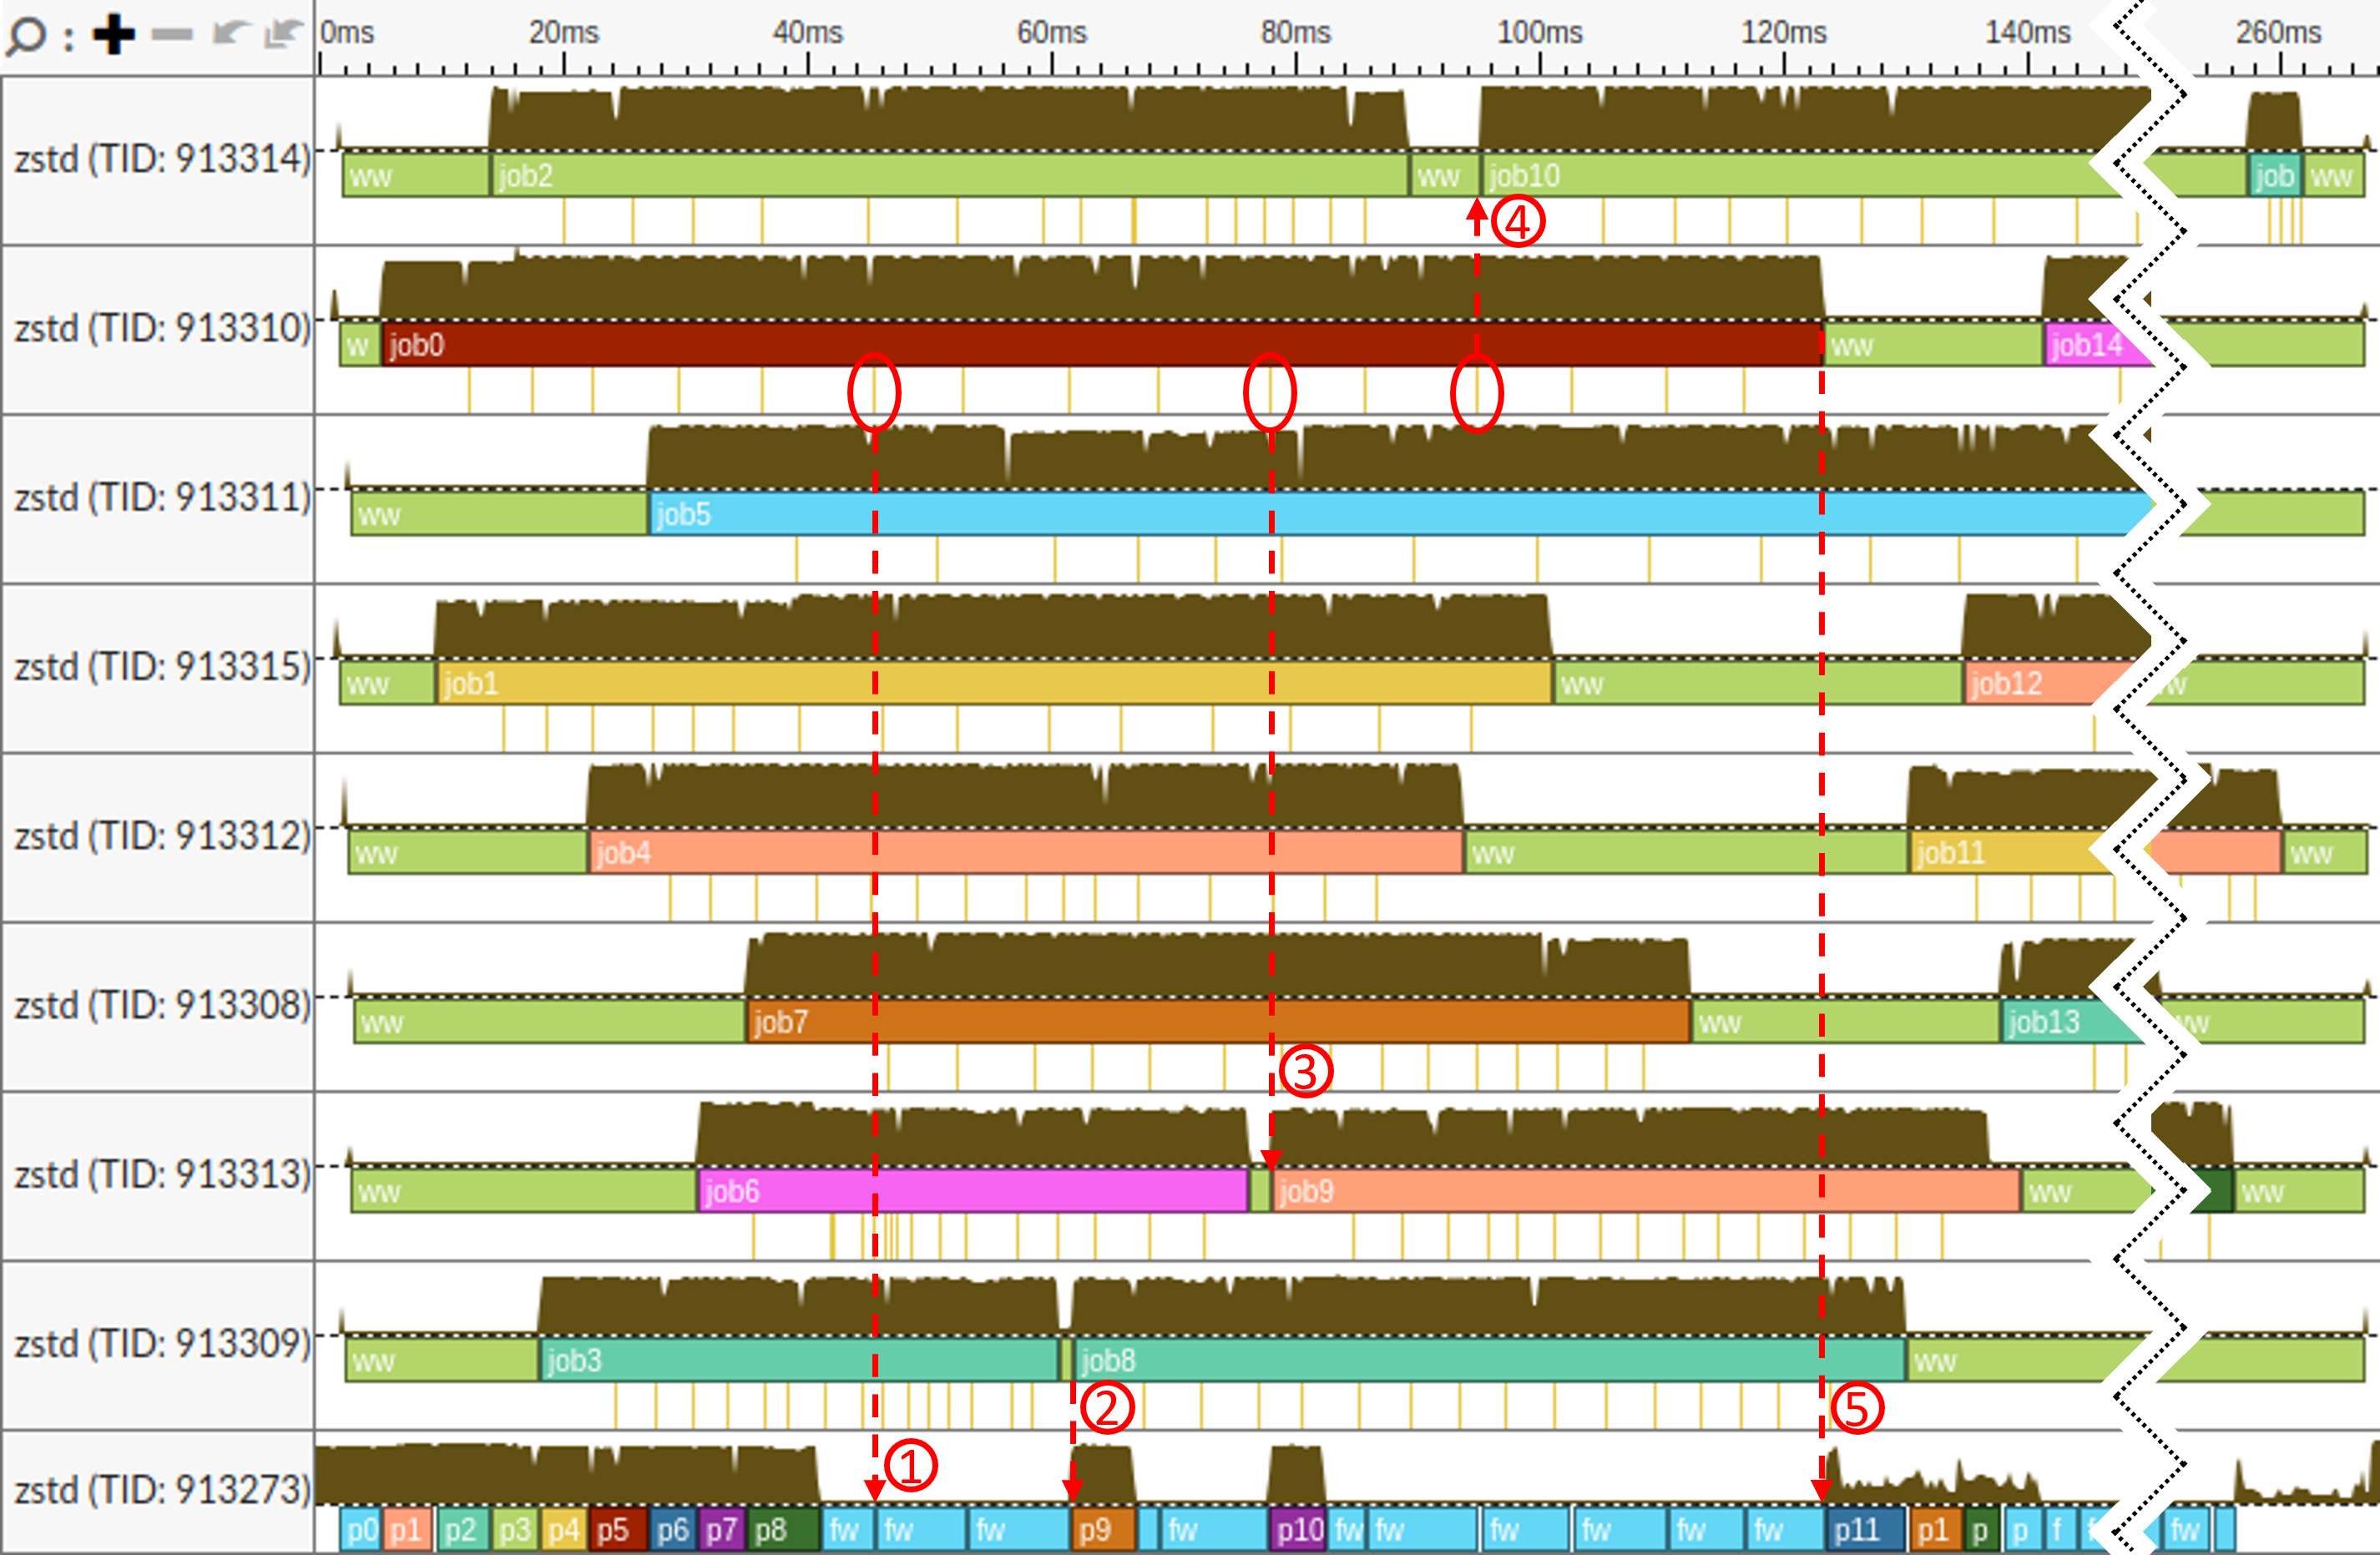 0ms 20ms 40ms 60ms 80ms 100ms 120ms 140ms 260ms
zstd (TID: 913314)
ww job2 ww job10 job ww
④
zstd (TID: 913310)
w job0 ww job14
zstd (TID: 913311)
ww job5
zstd (TID: 913315)
ww job1 ww job12
zstd (TID: 913312)
ww job4 ww job11 ww
zstd (TID: 913308)
ww job7 ww job13 ww
③
zstd (TID: 913313)
ww job6 job9 ww ww
zstd (TID: 913309)
ww job3 job8 ww
② ⑤
①
zstd (TID: 913273)
p0 p1 p2 p3 p4 p5 p6 p7 p8 fw fw fw p9 fw p10 fw fw fw fw fw fw p11 p1 p p f fw